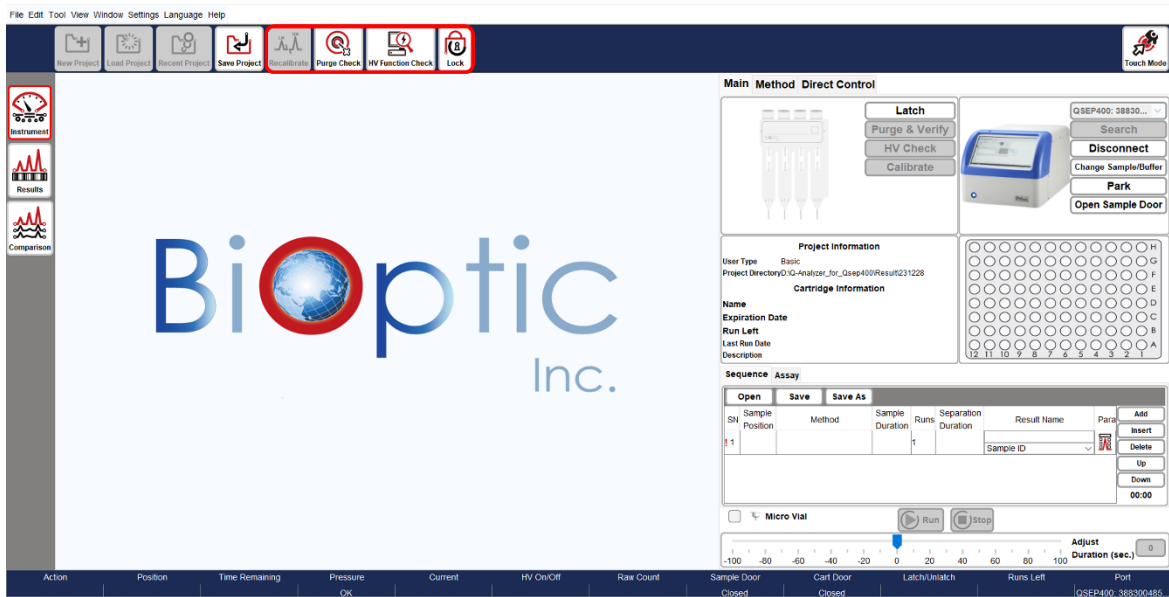 File Edit Tool View Window Settings Language Help
New Project Load Project Recent Project Save Project Recalibrate Purge Check HV Function Check Lock Touch Mode
Instrument
Results
Comparison
BiOptic
Inc.
Main Method Direct Control
Latch
Purge & Verify
HV Check
Calibrate
QSEP400: 38830...
Search
Disconnect
Change Sample/Buffer
Park
Open Sample Door
Project Information
User Type Basic
Project Directory D:\Q-Analyzer_for_Qsep400\Result\231228
Cartridge Information
Name
Expiration Date
Run Left
Last Run Date
Description
H
G
F
E
D
C
B
A
12 11 10 9 8 7 6 5 4 3 2 1
Sequence Assay
Open Save Save As
SN Sample Position Method Sample Duration Runs Separation Duration Result Name Para
! 1 1 Sample ID
Add
Insert
Delete
Up
Down
00:00
Micro Vial Run Stop
-100 -80 -60 -40 -20 0 20 40 60 80 100
Adjust
Duration (sec.) 0
Action Position Time Remaining Pressure Current HV On/Off Raw Count Sample Door Cart Door Latch/Unlatch Runs Left Port
OK Closed Closed QSEP400: 388300485...